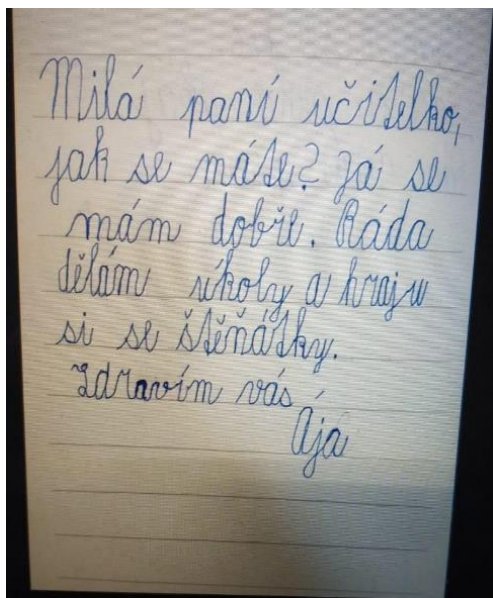 Milá paní učitelko,
jak se máte? Já se
mám dobře. Ráda
dělám úkoly a hraju
si se štěňátky.
Zdravím vás
Ája